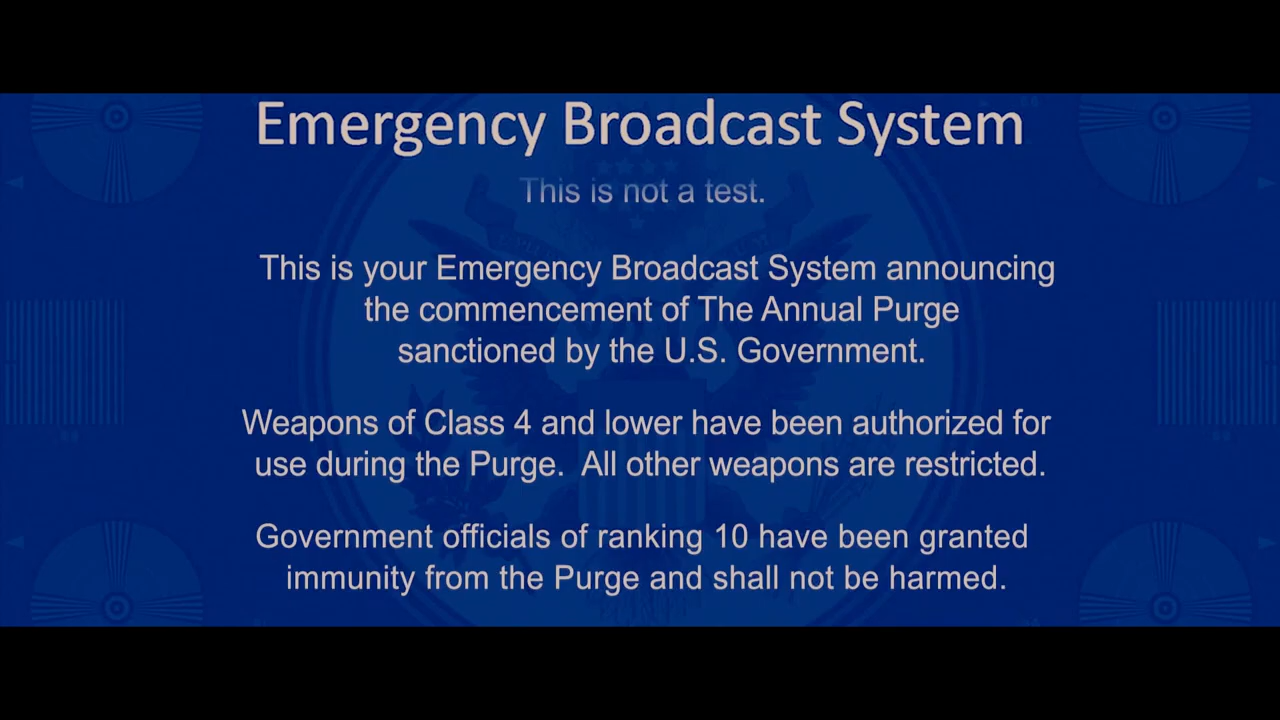 Emergency Broadcast System
This is not a test.
This is your Emergency Broadcast System announcing
the commencement of The Annual Purge
sanctioned by the U.S. Government.
Weapons of Class 4 and lower have been authorized for
use during the Purge.  All other weapons are restricted.
Government officials of ranking 10 have been granted
immunity from the Purge and shall not be harmed.